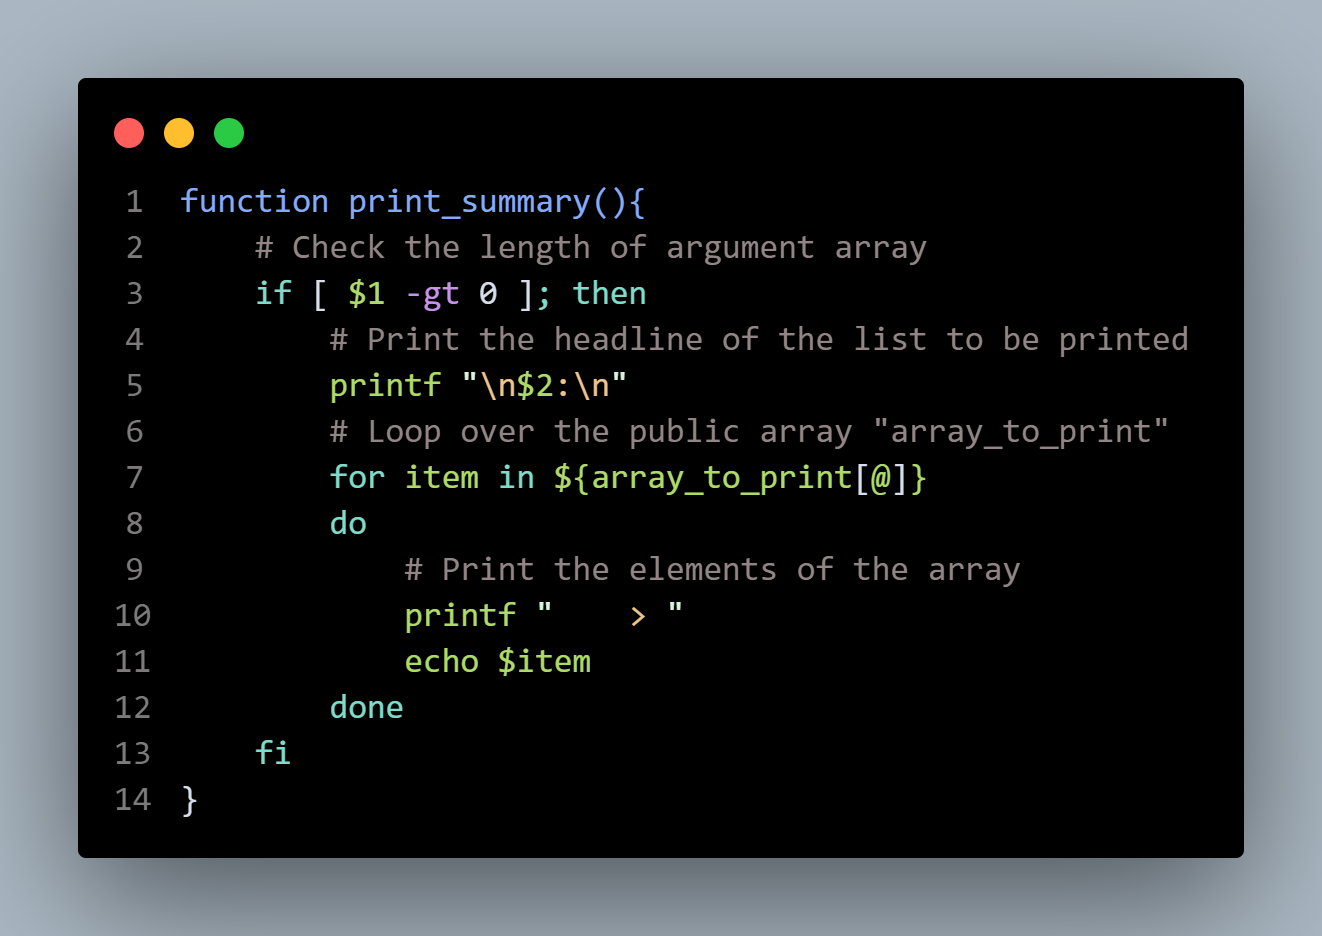 1 function print_summary(){
2     # Check the length of argument array
3     if [ $1 -gt 0 ]; then
4         # Print the headline of the list to be printed
5         printf "\n$2:\n"
6         # Loop over the public array "array_to_print"
7         for item in ${array_to_print[@]}
8         do
9             # Print the elements of the array
10             printf "    > "
11             echo $item
12         done
13     fi
14 }